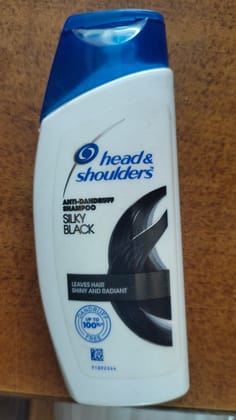 head &
shoulders
ANTI-DANDRUFF
SHAMPOO
SILKY
BLACK
LEAVES HAIR
SHINY AND RADIANT
DANDRUFF
UP TO
100%
FREE